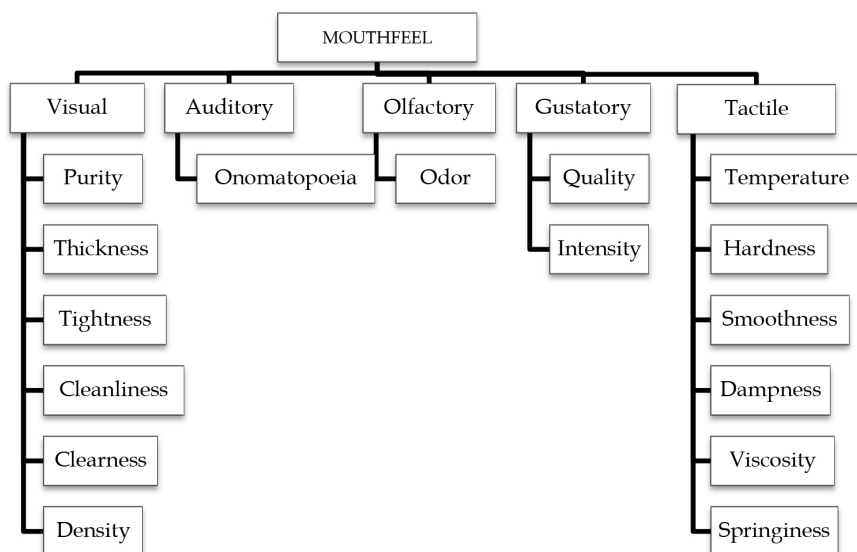 MOUTHFEEL
Visual
Auditory
Olfactory
Gustatory
Tactile
Purity
Onomatopoeia
Odor
Quality
Temperature
Thickness
Intensity
Hardness
Tightness
Smoothness
Cleanliness
Dampness
Clearness
Viscosity
Density
Springiness